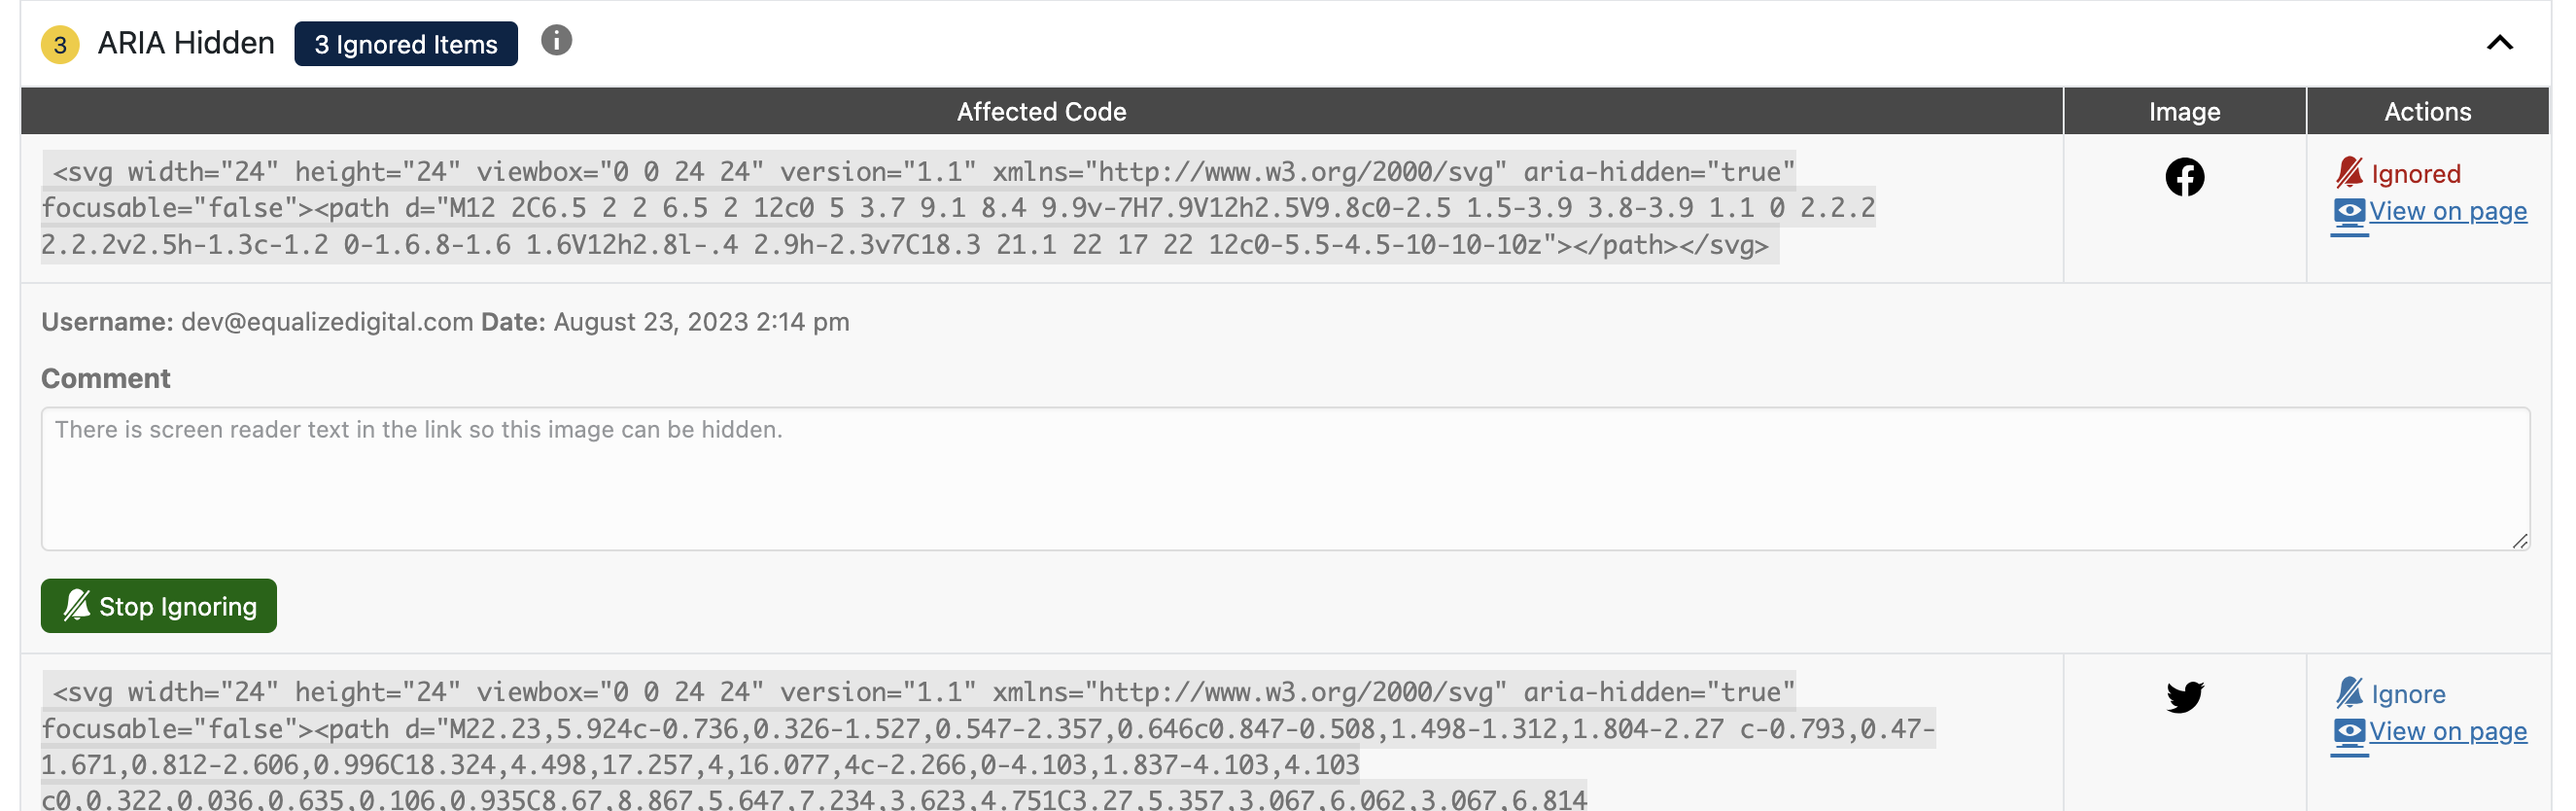 3 ARIA Hidden 3 Ignored Items i
Affected Code Image Actions
<svg width="24" height="24" viewbox="0 0 24 24" version="1.1" xmlns="http://www.w3.org/2000/svg" aria-hidden="true"
focusable="false"><path d="M12 2C6.5 2 2 6.5 2 12c0 5 3.7 9.1 8.4 9.9v-7H7.9V12h2.5V9.8c0-2.5 1.5-3.9 3.8-3.9 1.1 0 2.2.2
2.2.2v2.5h-1.3c-1.2 0-1.6.8-1.6 1.6V12h2.8l-.4 2.9h-2.3v7C18.3 21.1 22 17 22 12c0-5.5-4.5-10-10-10z"></path></svg>
Ignored
View on page
Username: dev@equalizedigital.com Date: August 23, 2023 2:14 pm
Comment
There is screen reader text in the link so this image can be hidden.
Stop Ignoring
<svg width="24" height="24" viewbox="0 0 24 24" version="1.1" xmlns="http://www.w3.org/2000/svg" aria-hidden="true"
focusable="false"><path d="M22.23,5.924c-0.736,0.326-1.527,0.547-2.357,0.646c0.847-0.508,1.498-1.312,1.804-2.27 c-0.793,0.47-
1.671,0.812-2.606,0.996C18.324,4.498,17.257,4,16.077,4c-2.266,0-4.103,1.837-4.103,4.103
c0,0.322,0.036,0.635,0.106,0.935C8.67,8.867,5.647,7.234,3.623,4.751C3.27,5.357,3.067,6.062,3.067,6.814
Ignore
View on page